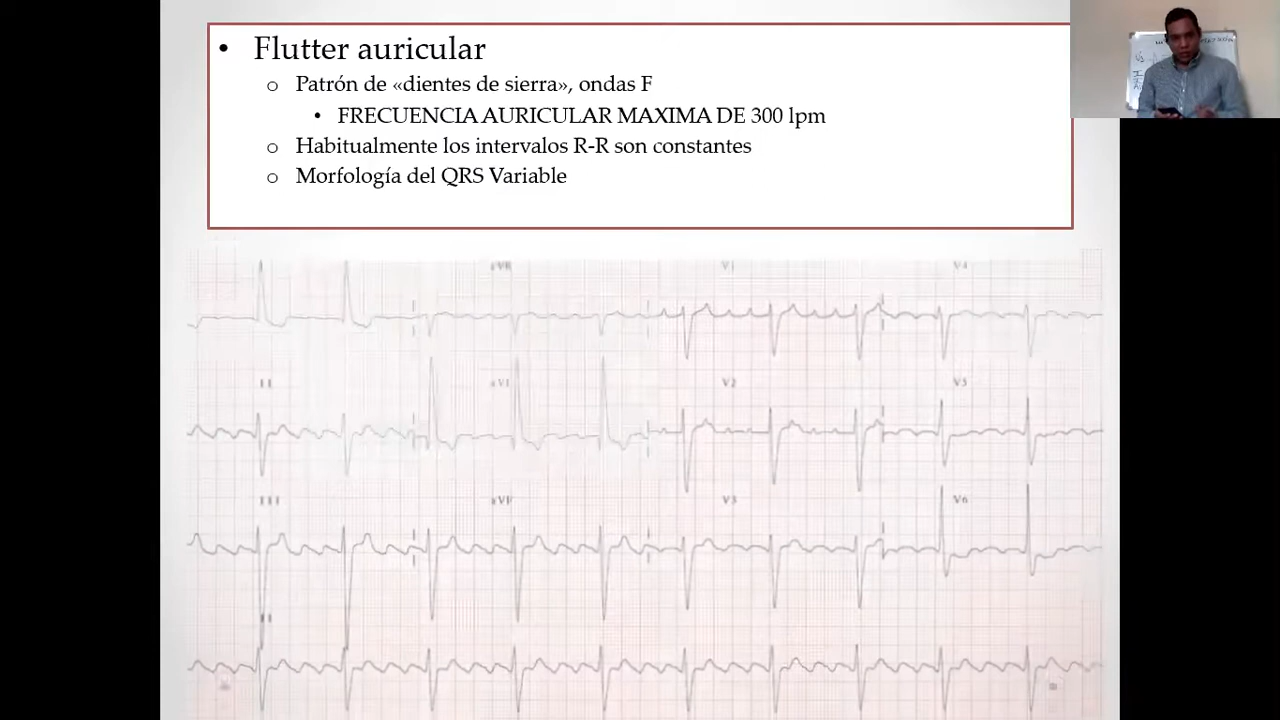 • Flutter auricular
o Patrón de «dientes de sierra», ondas F
• FRECUENCIA AURICULAR MAXIMA DE 300 lpm
o Habitualmente los intervalos R-R son constantes
o Morfología del QRS Variable
aVR V1 V4
II V2 V5
III aVF V3 V6
II